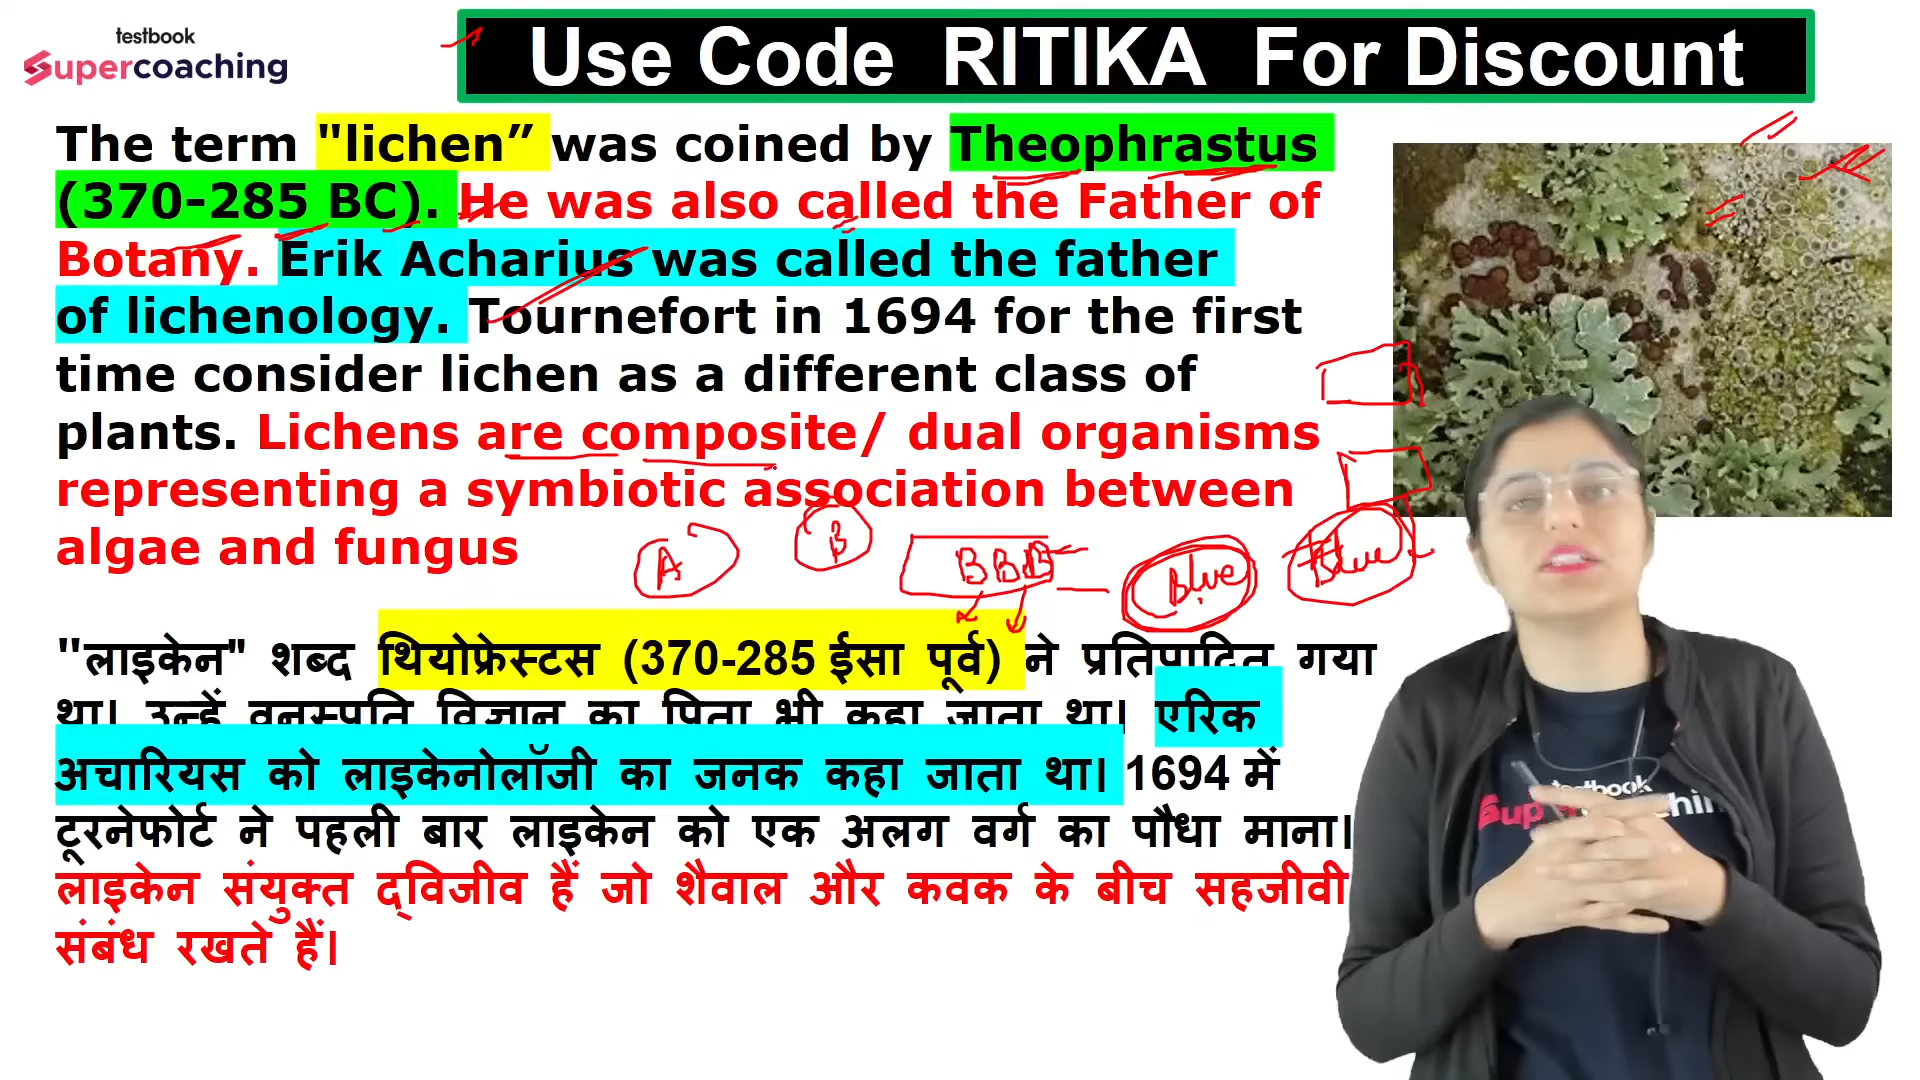 testbook
Supercoaching
Use Code RITIKA For Discount
The term "lichen” was coined by Theophrastus
(370-285 BC). He was also called the Father of
Botany. Erik Acharius was called the father
of lichenology. Tournefort in 1694 for the first
time consider lichen as a different class of
plants. Lichens are composite/ dual organisms
representing a symbiotic association between
algae and fungus
A B BBB Blue Blue
"लाइकेन" शब्द थियोफ्रेस्टस (370-285 ईसा पूर्व) ने प्रतिपादित गया
था। उन्हें वनस्पति विज्ञान का पिता भी कहा जाता था। एरिक
अचारियस को लाइकेनोलॉजी का जनक कहा जाता था। 1694 में
टूरनेफोर्ट ने पहली बार लाइकेन को एक अलग वर्ग का पौधा माना।
लाइकेन संयुक्त द्विजीव हैं जो शैवाल और कवक के बीच सहजीवी
संबंध रखते हैं।
testbook